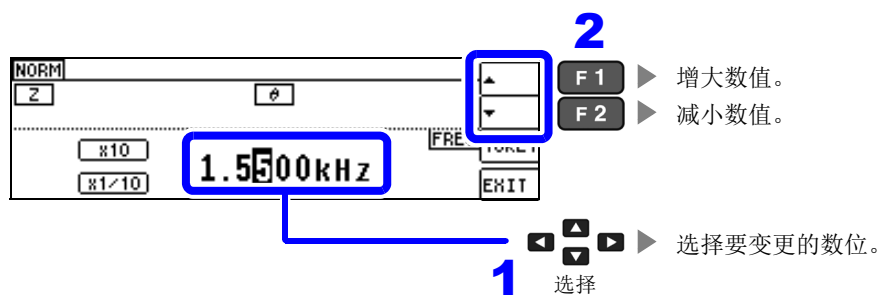 2
NORM
Z θ
▲ F1 ▶ 增大数值。
▼ F2 ▶ 减小数值。
x10 1.5500kHz
x1/10 EXIT
▶ 选择要变更的数位。
1 选择